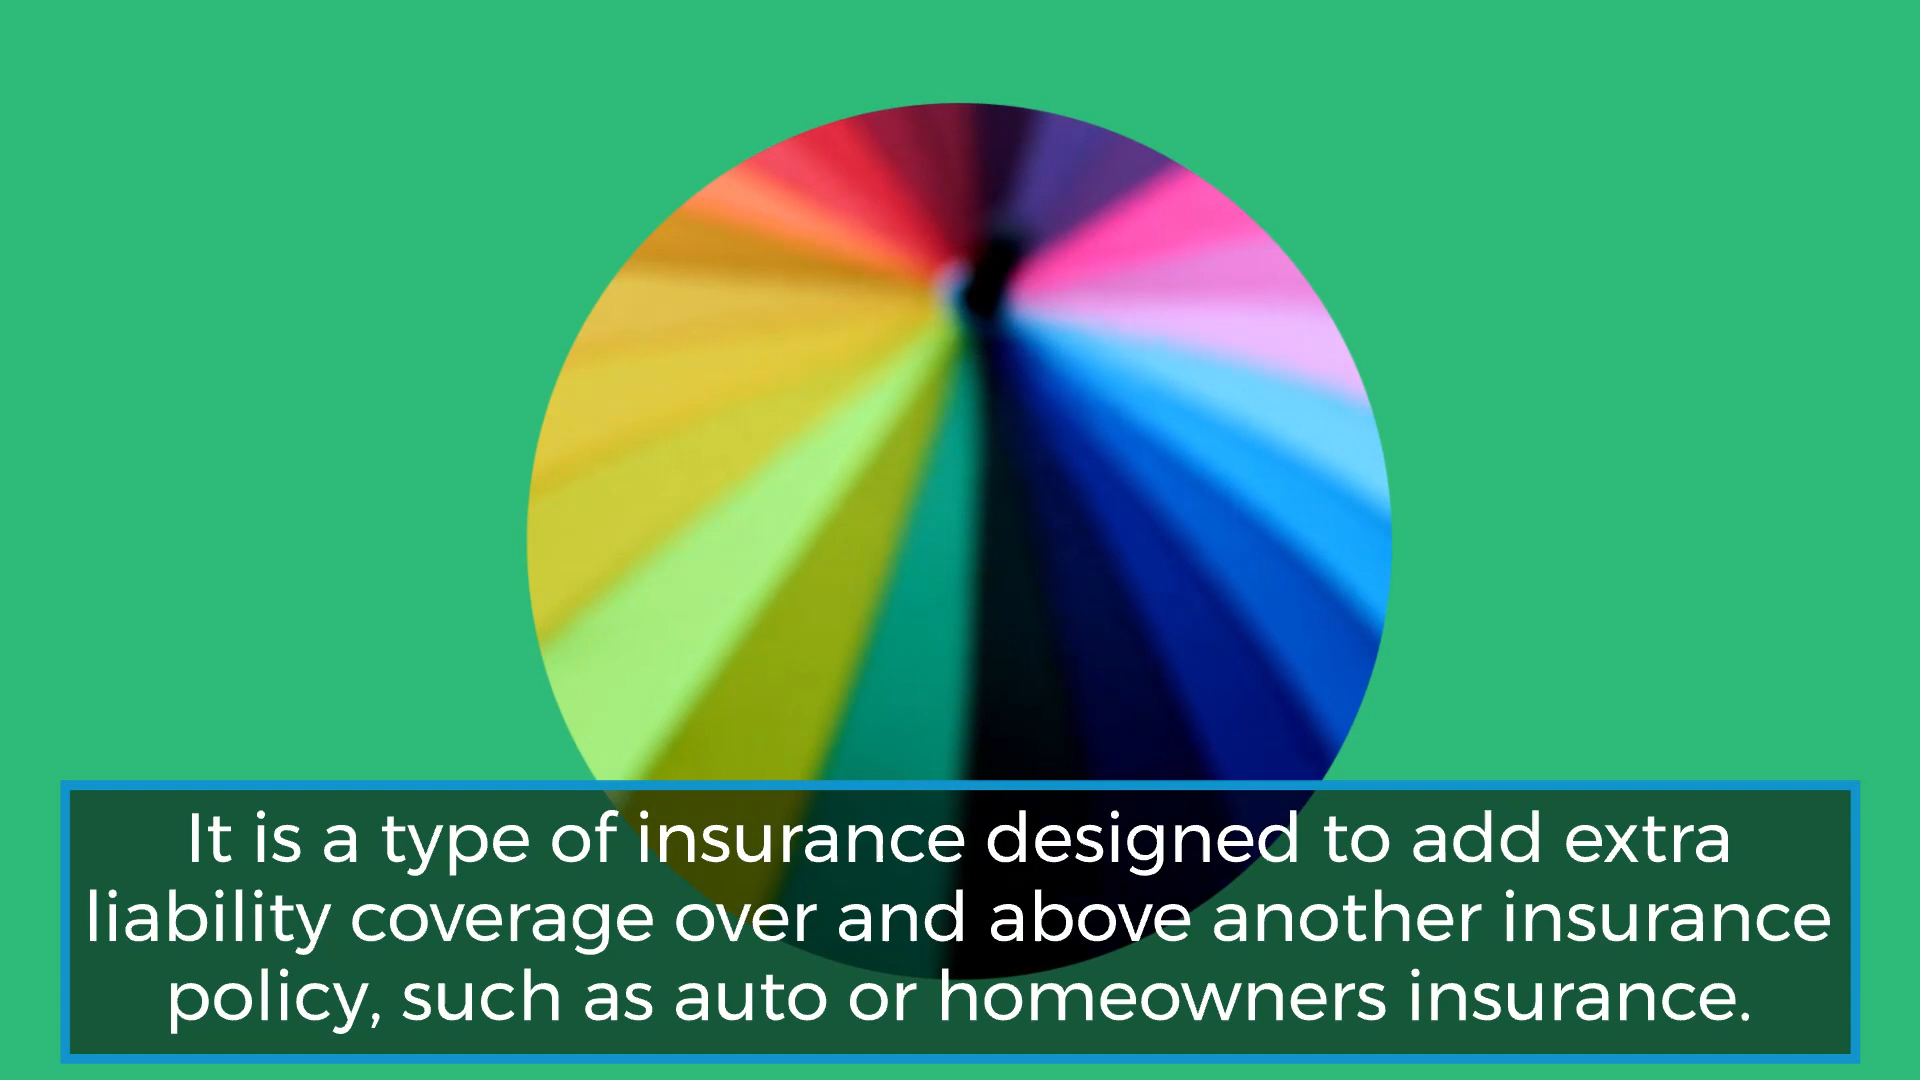 It is a type of insurance designed to add extra
liability coverage over and above another insurance
policy, such as auto or homeowners insurance.